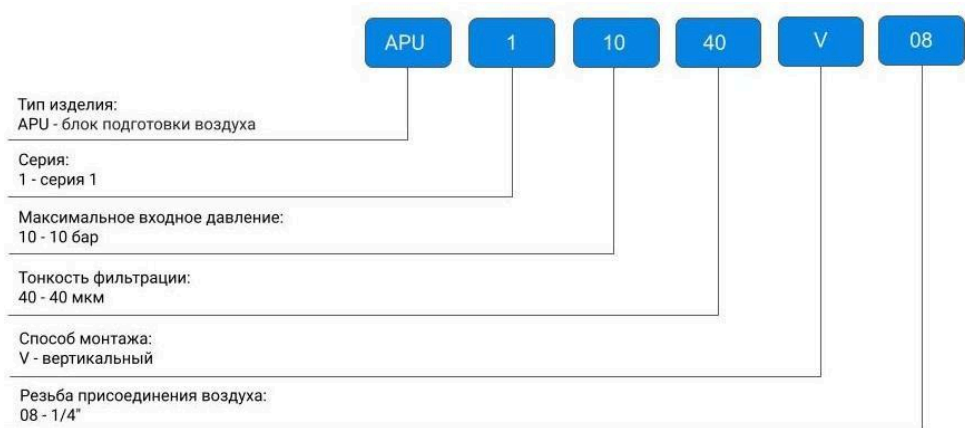 APU 1 10 40 V 08
Тип изделия:
APU - блок подготовки воздуха
Серия:
1 - серия 1
Максимальное входное давление:
10 - 10 бар
Тонкость фильтрации:
40 - 40 мкм
Способ монтажа:
V - вертикальный
Резьба присоединения воздуха:
08 - 1/4"